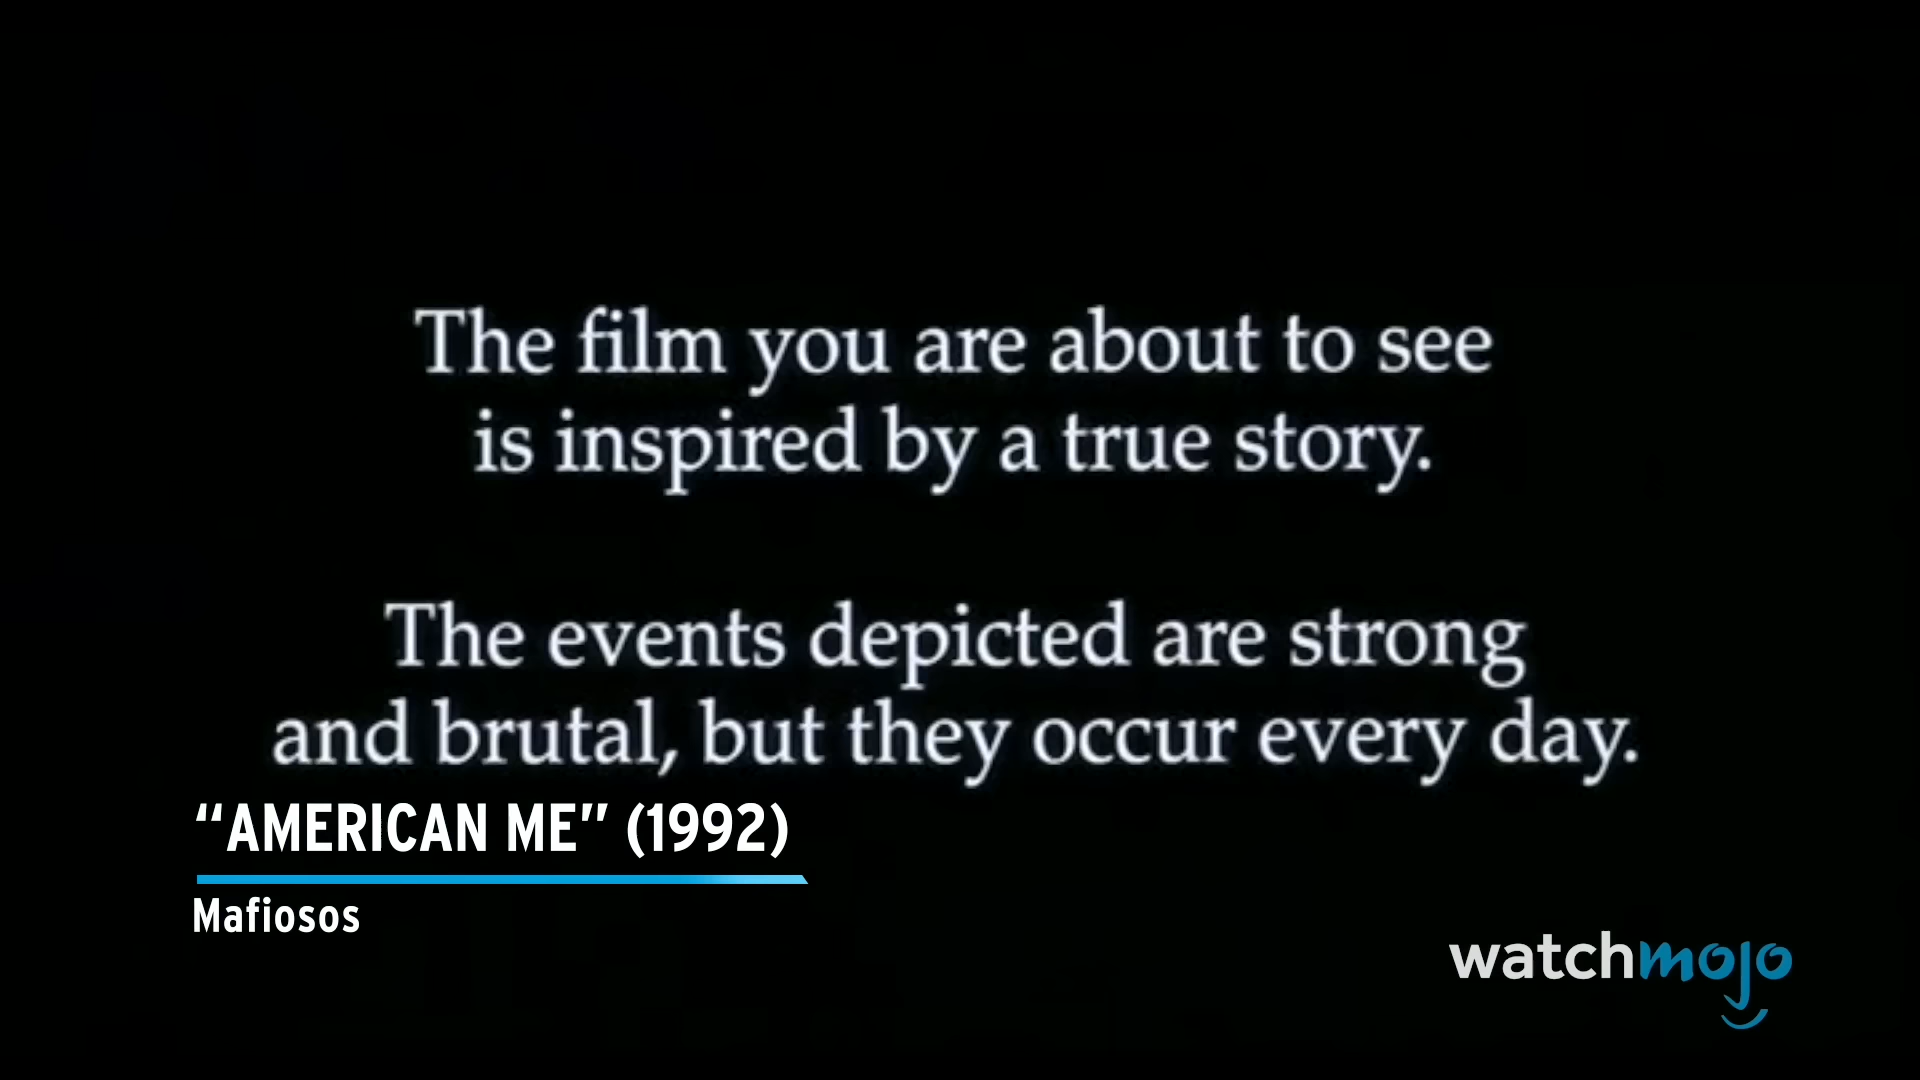 The film you are about to see
is inspired by a true story.
The events depicted are strong
and brutal, but they occur every day.
“AMERICAN ME” (1992)
Mafiosos
watchmojo